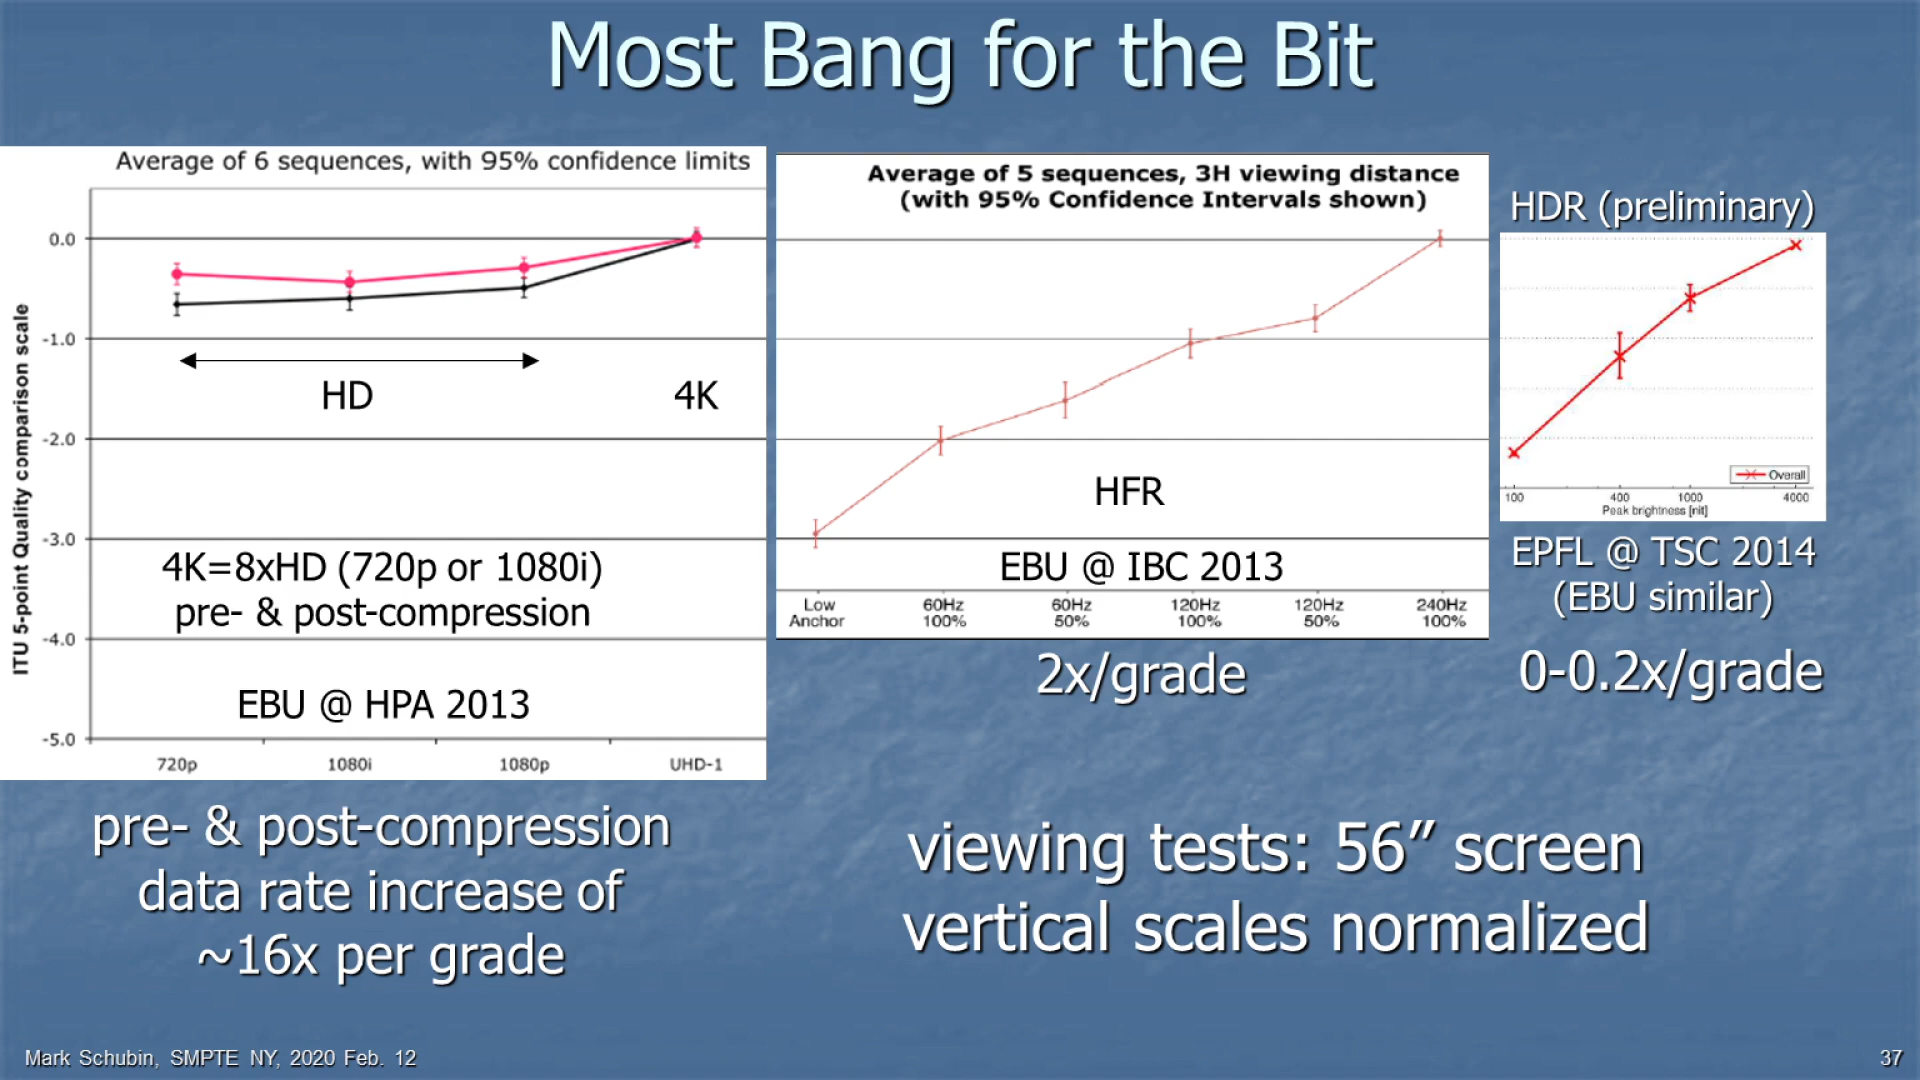 Most Bang for the Bit
Average of 6 sequences, with 95% confidence limits
ITU 5-point Quality comparison scale
0.0
-1.0
-2.0
-3.0
-4.0
-5.0
HD
4K
4K=8xHD (720p or 1080i)
pre- & post-compression
EBU @ HPA 2013
720p 1080i 1080p UHD-1
pre- & post-compression
data rate increase of
~16x per grade
Average of 5 sequences, 3H viewing distance
(with 95% Confidence Intervals shown)
HFR
EBU @ IBC 2013
Low 60Hz 60Hz 120Hz 120Hz 240Hz
Anchor 100% 50% 100% 50% 100%
2x/grade
HDR (preliminary)
Overall
100 400 1000 4000
Peak brightness [nit]
EPFL @ TSC 2014
(EBU similar)
0-0.2x/grade
viewing tests: 56” screen
vertical scales normalized
Mark Schubin, SMPTE NY, 2020 Feb. 12
37